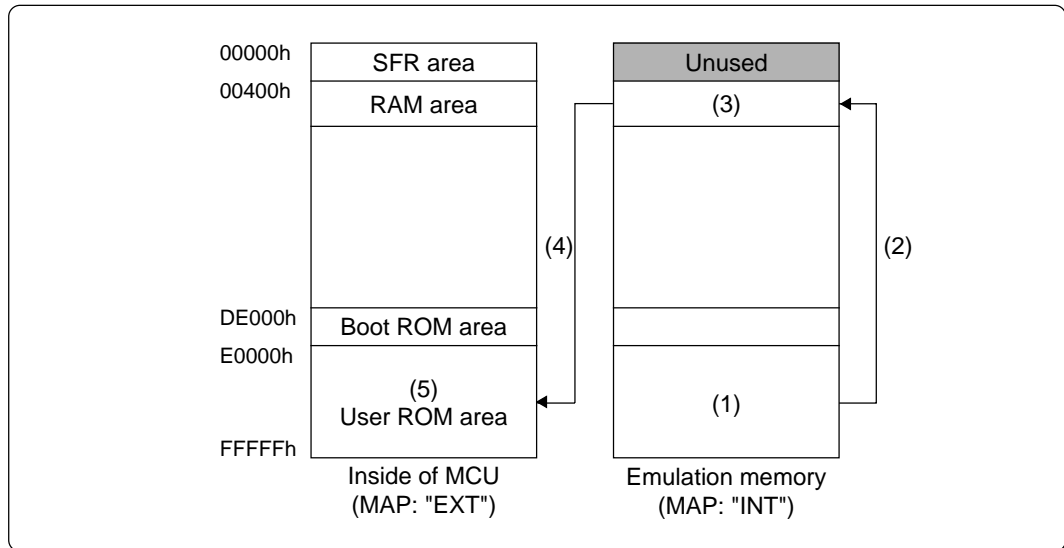 00000h
SFR area
Unused
00400h
RAM area
(3)
(4)
(2)
DE000h
Boot ROM area
E0000h
(5)
User ROM area
(1)
FFFFFh
Inside of MCU
(MAP: "EXT")
Emulation memory
(MAP: "INT")